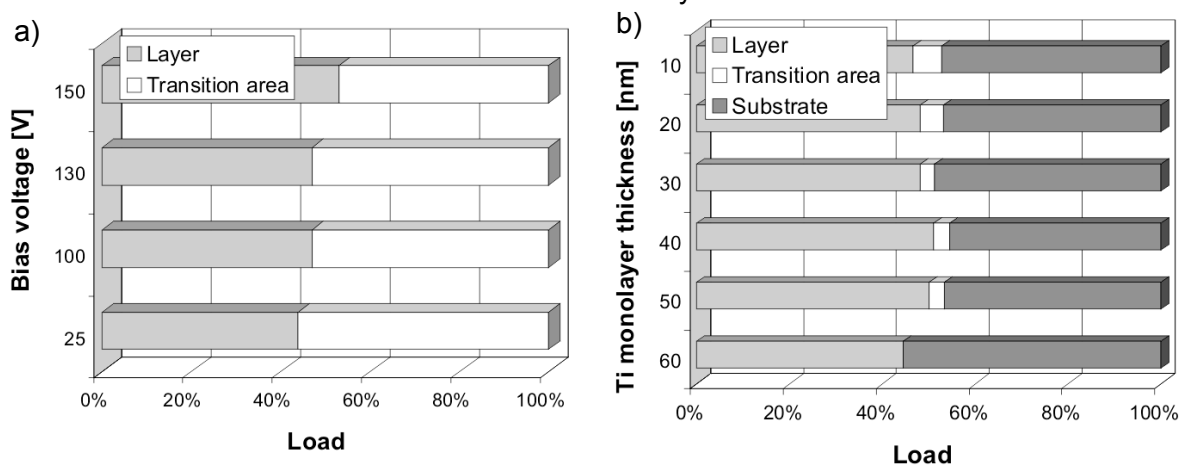 a)
Layer
Transition area
Bias voltage [V]
150
130
100
25
0% 20% 40% 60% 80% 100%
Load
b)
Layer
Transition area
Substrate
Ti monolayer thickness [nm]
10
20
30
40
50
60
0% 20% 40% 60% 80% 100%
Load